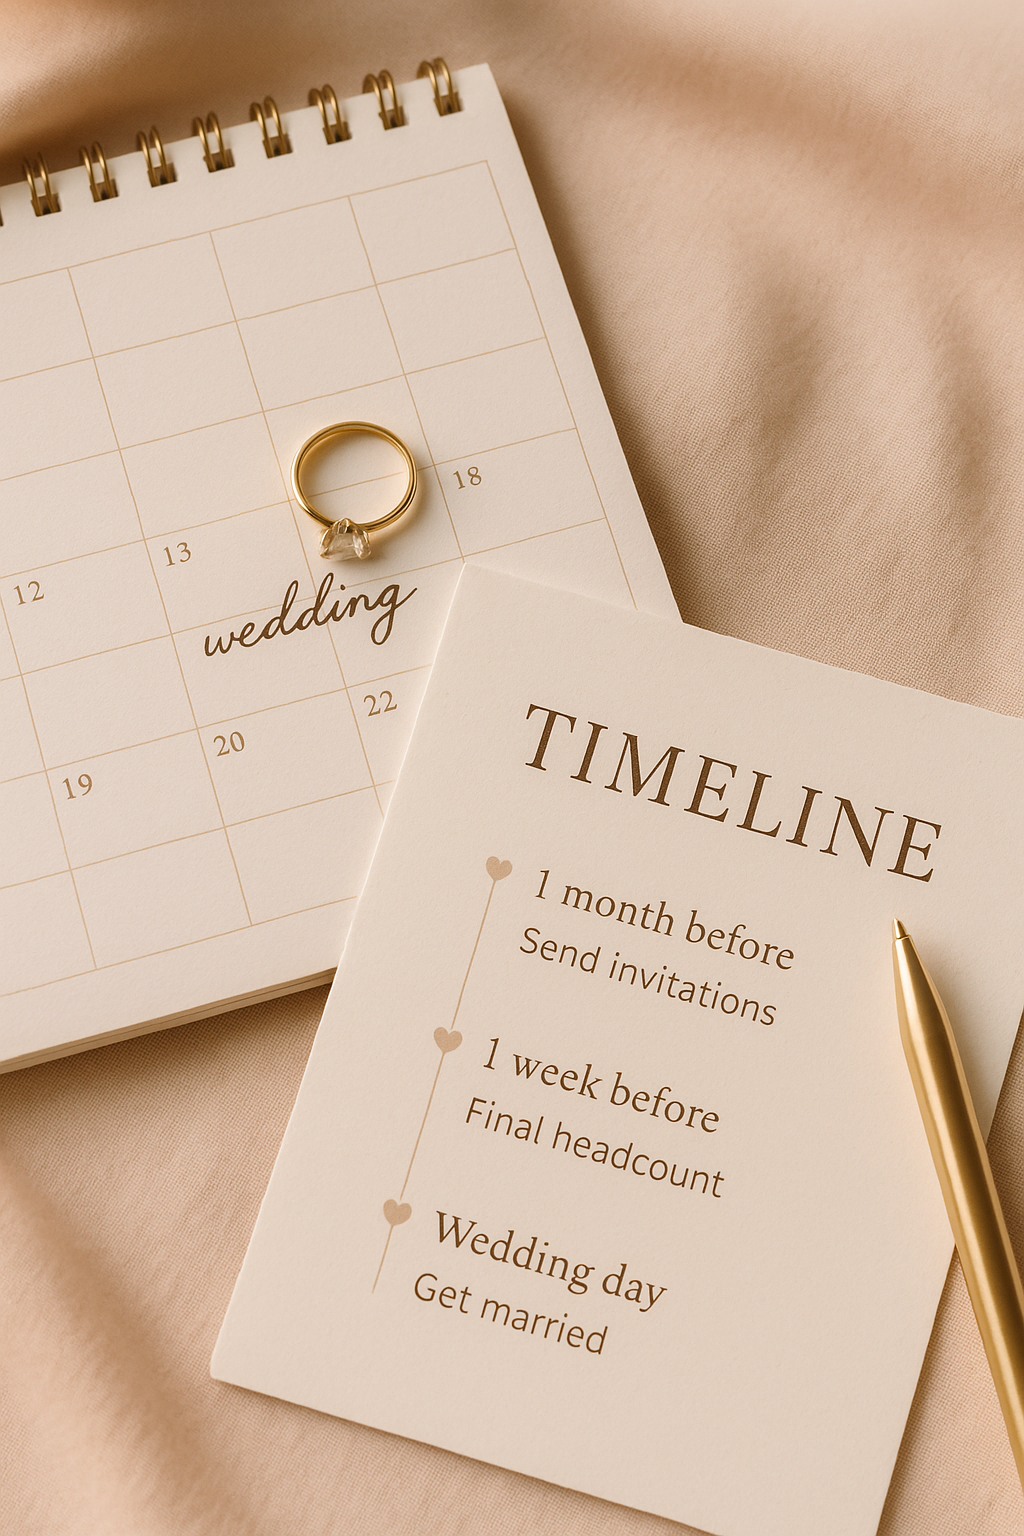 18
13
12
wedding
22
20
19
TIMELINE
1 month before
Send invitations
1 week before
Final headcount
Wedding day
Get married